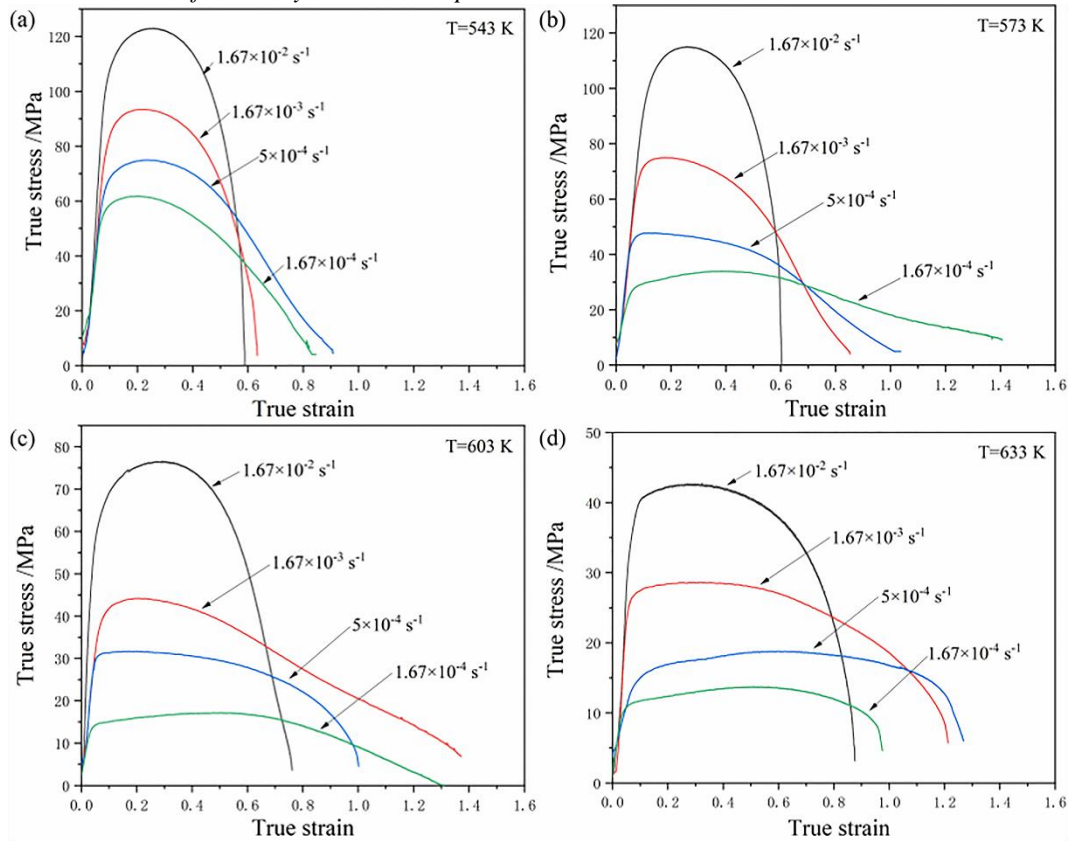 (a)
T=543 K
1.67×10⁻² s⁻¹
1.67×10⁻³ s⁻¹
5×10⁻⁴ s⁻¹
1.67×10⁻⁴ s⁻¹
True stress /MPa
120
100
80
60
40
20
0
0.0 0.2 0.4 0.6 0.8 1.0 1.2 1.4 1.6
True strain
(b)
T=573 K
1.67×10⁻² s⁻¹
1.67×10⁻³ s⁻¹
5×10⁻⁴ s⁻¹
1.67×10⁻⁴ s⁻¹
True stress /MPa
120
100
80
60
40
20
0
0.0 0.2 0.4 0.6 0.8 1.0 1.2 1.4 1.6
True strain
(c)
T=603 K
1.67×10⁻² s⁻¹
1.67×10⁻³ s⁻¹
5×10⁻⁴ s⁻¹
1.67×10⁻⁴ s⁻¹
True stress /MPa
80
70
60
50
40
30
20
10
0
0.0 0.2 0.4 0.6 0.8 1.0 1.2 1.4 1.6
True strain
(d)
T=633 K
1.67×10⁻² s⁻¹
1.67×10⁻³ s⁻¹
5×10⁻⁴ s⁻¹
1.67×10⁻⁴ s⁻¹
True stress /MPa
50
40
30
20
10
0
0.0 0.2 0.4 0.6 0.8 1.0 1.2 1.4 1.6
True strain